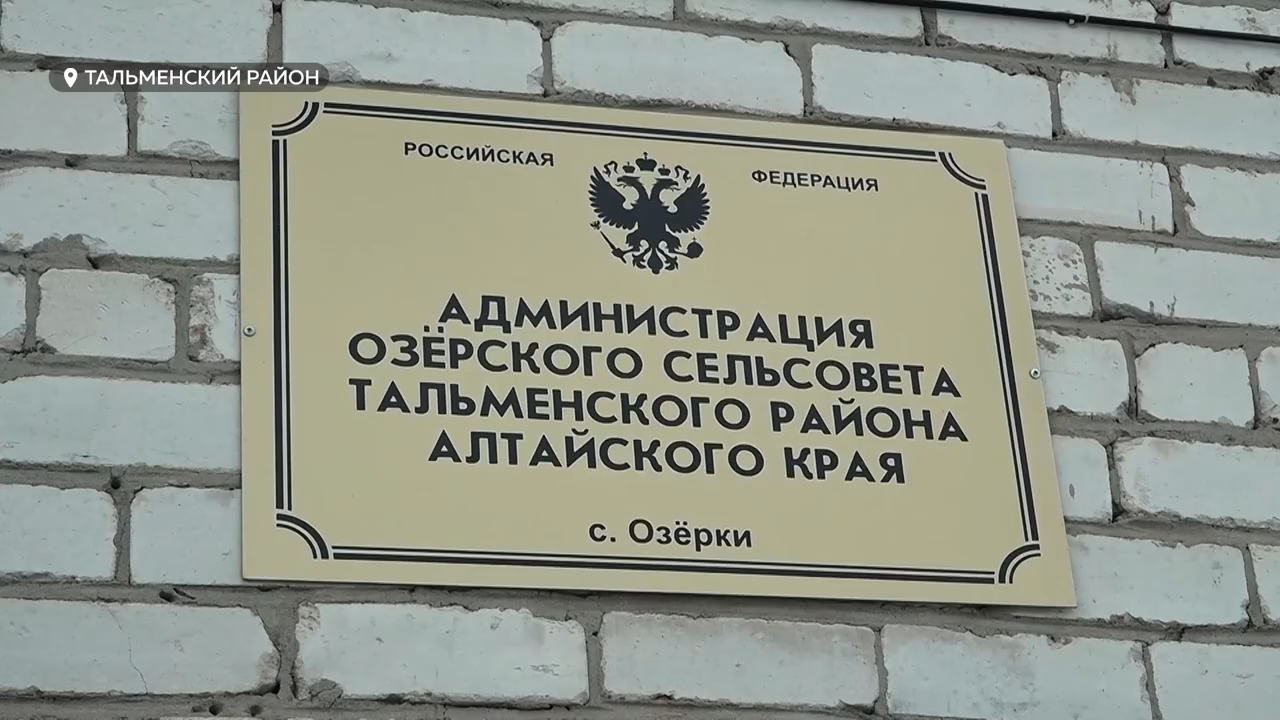 ТАЛЬМЕНСКИЙ РАЙОН
РОССИЙСКАЯ ФЕДЕРАЦИЯ
АДМИНИСТРАЦИЯ
ОЗЁРСКОГО СЕЛЬСОВЕТА
ТАЛЬМЕНСКОГО РАЙОНА
АЛТАЙСКОГО КРАЯ
с. Озёрки